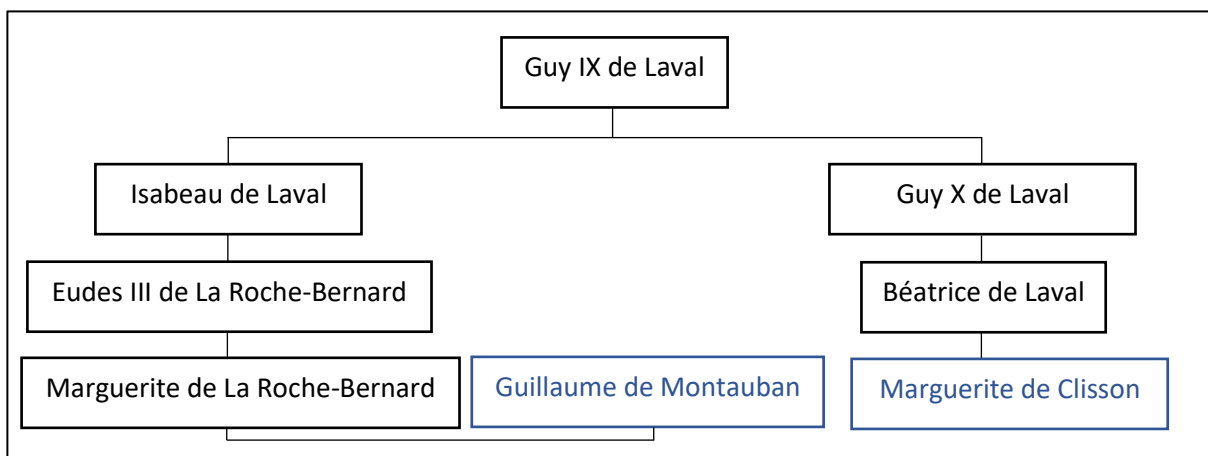 Guy IX de Laval
Isabeau de Laval
Guy X de Laval
Eudes III de La Roche-Bernard
Béatrice de Laval
Marguerite de La Roche-Bernard
Guillaume de Montauban
Marguerite de Clisson